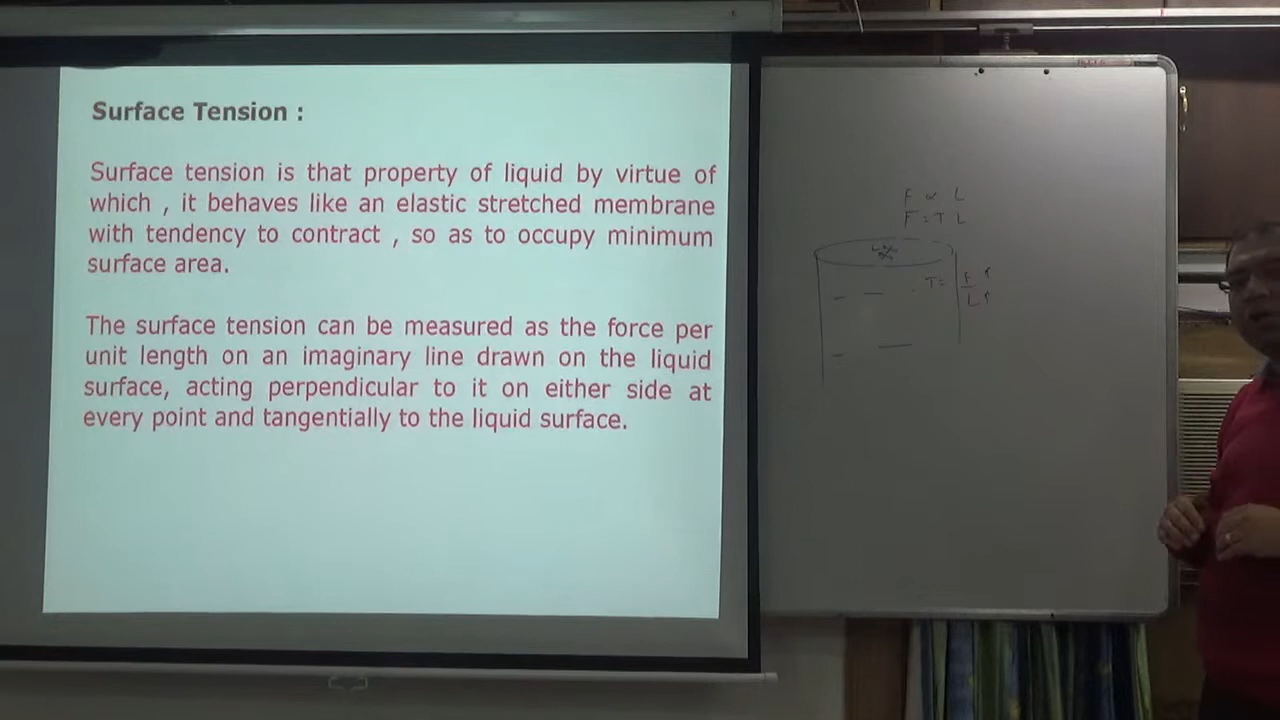 Surface Tension :
Surface tension is that property of liquid by virtue of
which , it behaves like an elastic stretched membrane
with tendency to contract , so as to occupy minimum
surface area.
The surface tension can be measured as the force per
unit length on an imaginary line drawn on the liquid
surface, acting perpendicular to it on either side at
every point and tangentially to the liquid surface.
F ∝ L
F = T L
T = F ↑
L ↑